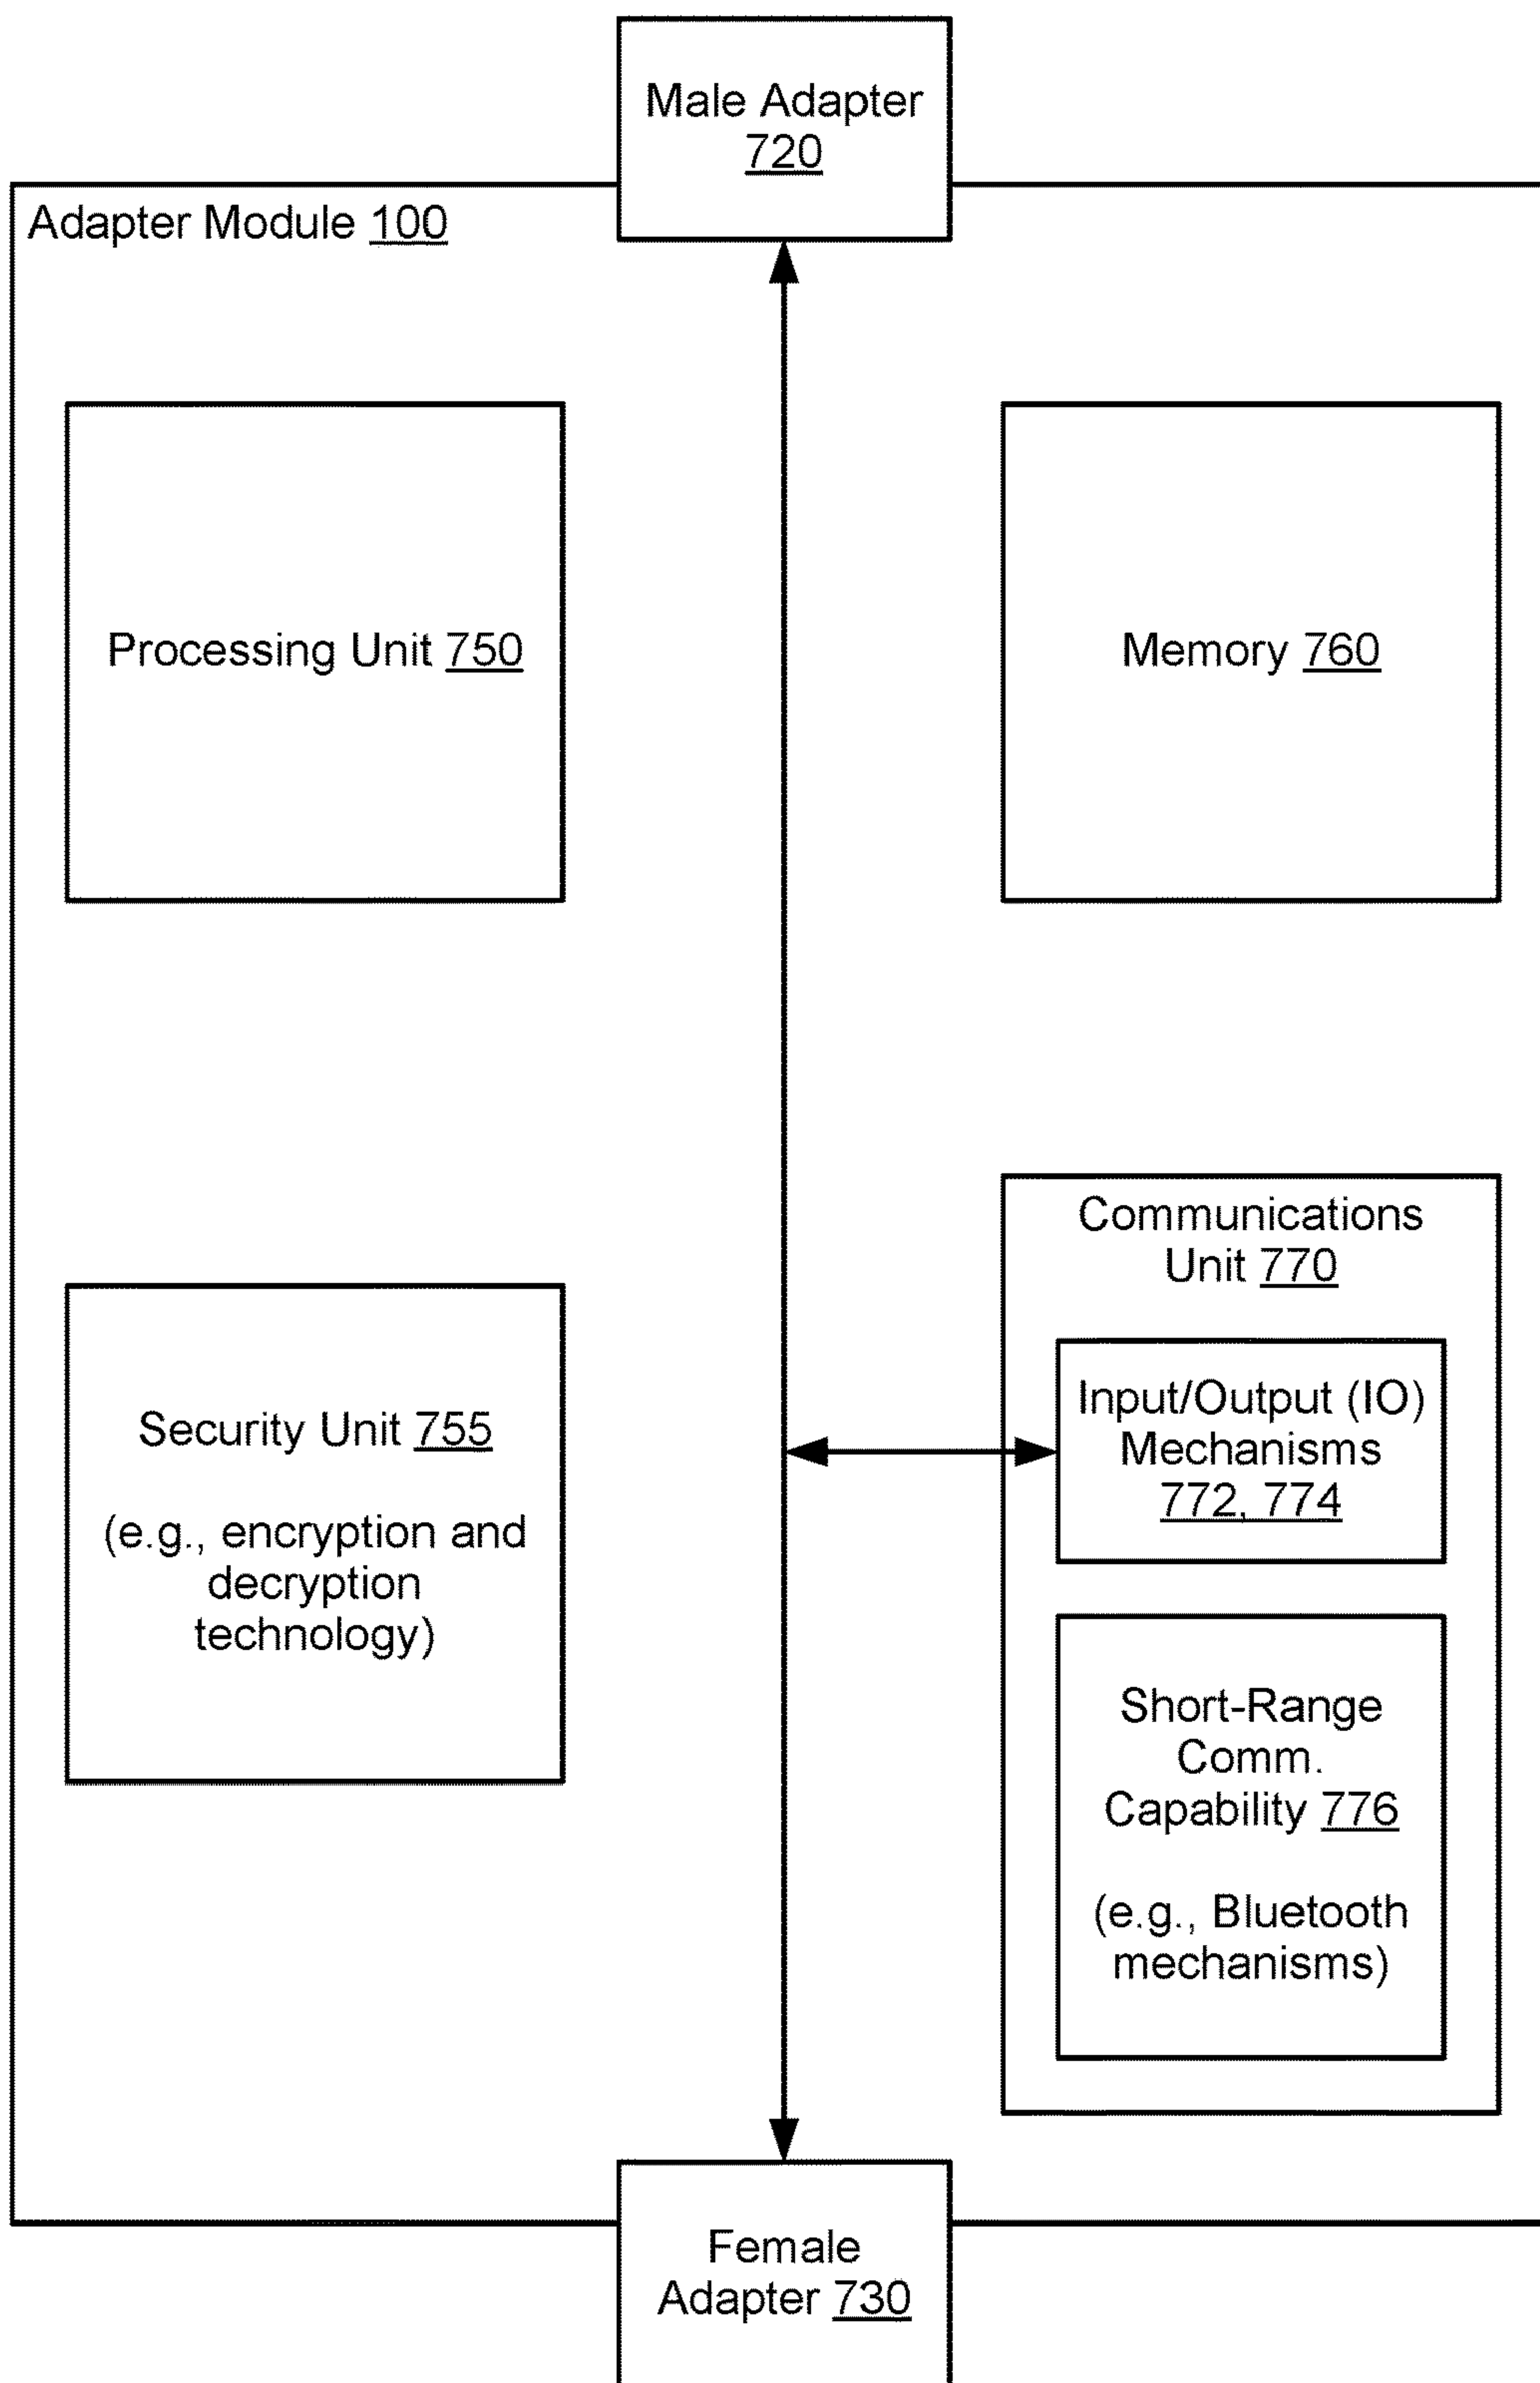 Male Adapter
720
Adapter Module 100
Processing Unit 750
Memory 760
Communications
Unit 770
Input/Output (IO)
Mechanisms
772, 774
Security Unit 755
(e.g., encryption and
decryption
technology)
Short-Range
Comm.
Capability 776
(e.g., Bluetooth
mechanisms)
Female
Adapter 730